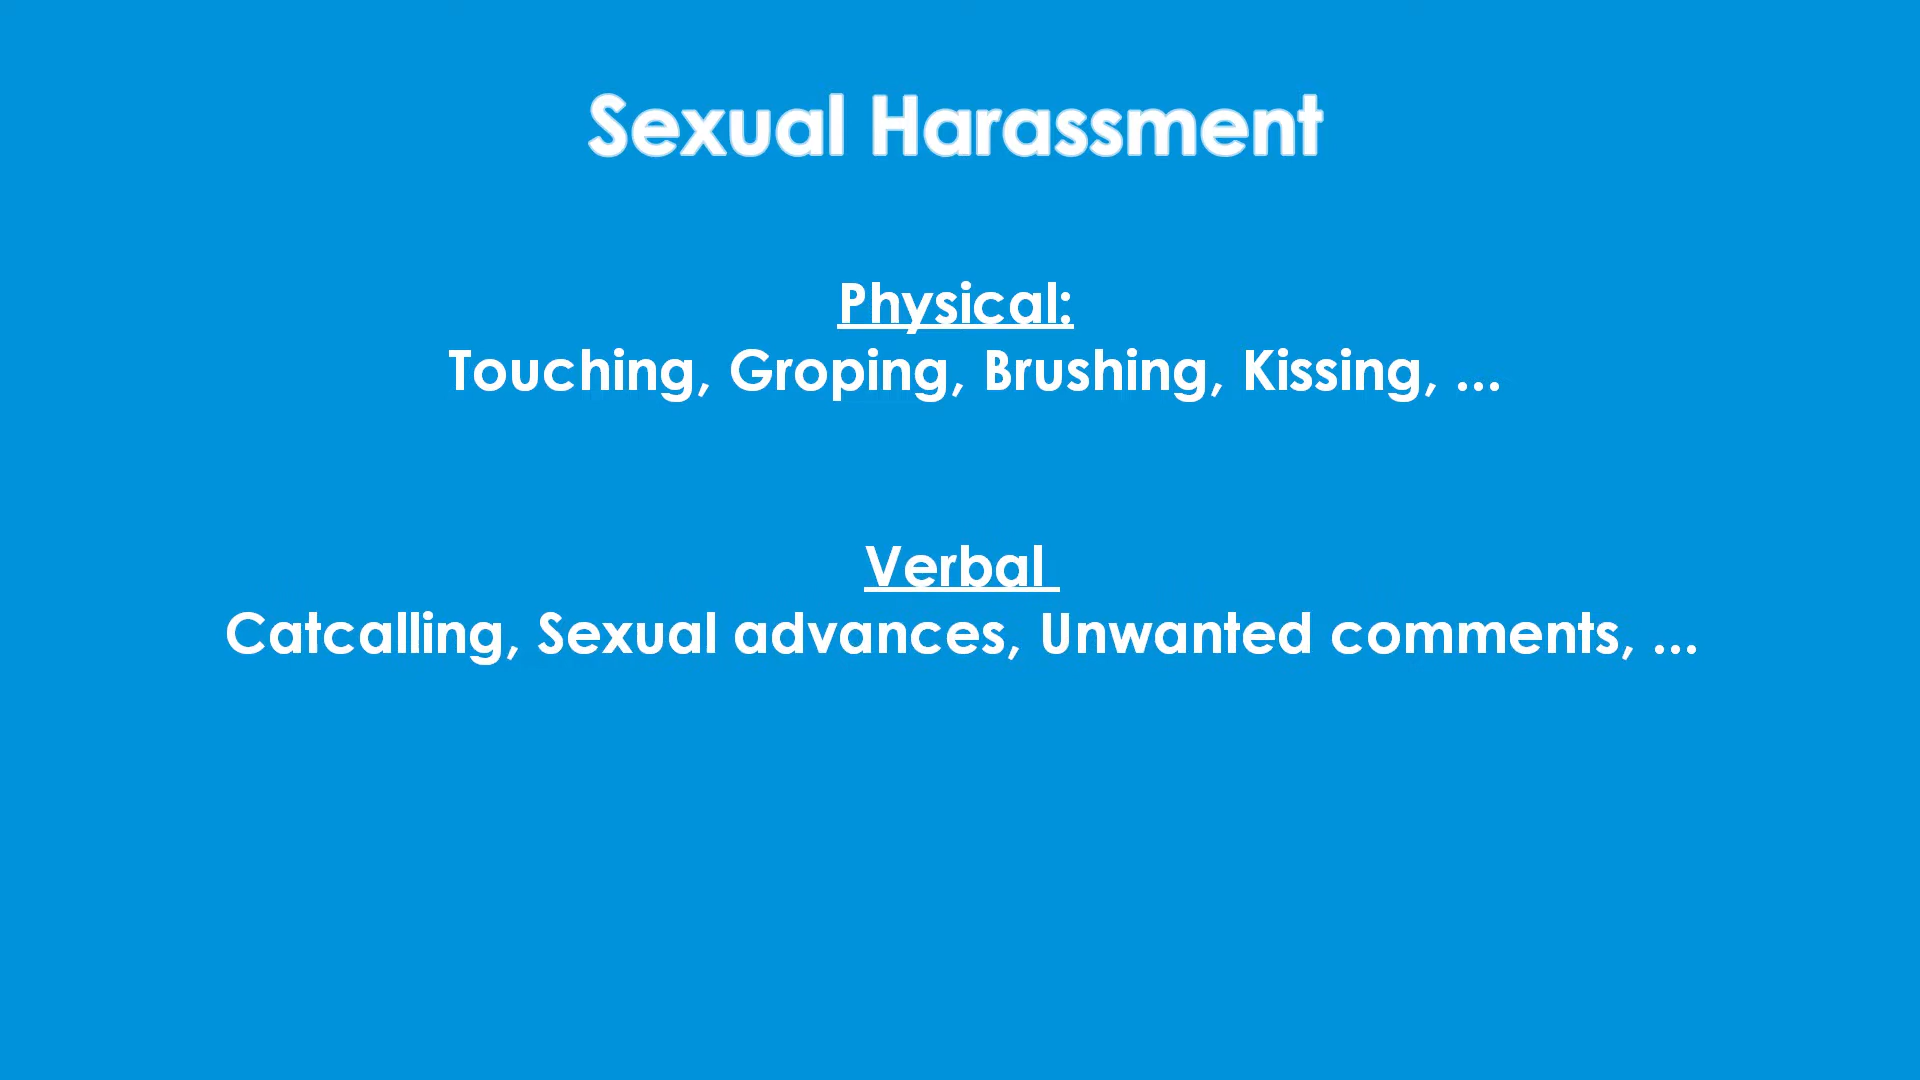 Sexual Harassment
Physical:
Touching, Groping, Brushing, Kissing, ...
Verbal
Catcalling, Sexual advances, Unwanted comments, ...